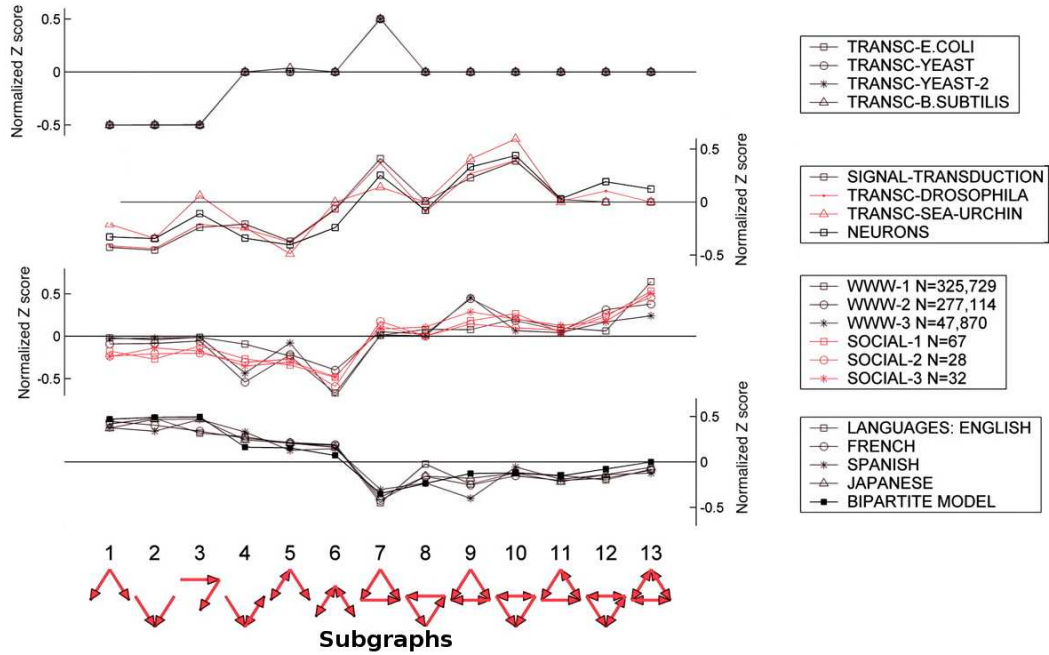 Normalized Z score
0.5
0
-0.5
TRANSC-E.COLI
TRANSC-YEAST
TRANSC-YEAST-2
TRANSC-B.SUBTILIS
0.5
0
-0.5
Normalized Z score
SIGNAL-TRANSDUCTION
TRANSC-DROSOPHILA
TRANSC-SEA-URCHIN
NEURONS
Normalized Z score
0.5
0
-0.5
WWW-1 N=325,729
WWW-2 N=277,114
WWW-3 N=47,870
SOCIAL-1 N=67
SOCIAL-2 N=28
SOCIAL-3 N=32
0.5
0
-0.5
Normalized Z score
LANGUAGES: ENGLISH
FRENCH
SPANISH
JAPANESE
BIPARTITE MODEL
1 2 3 4 5 6 7 8 9 10 11 12 13
Subgraphs